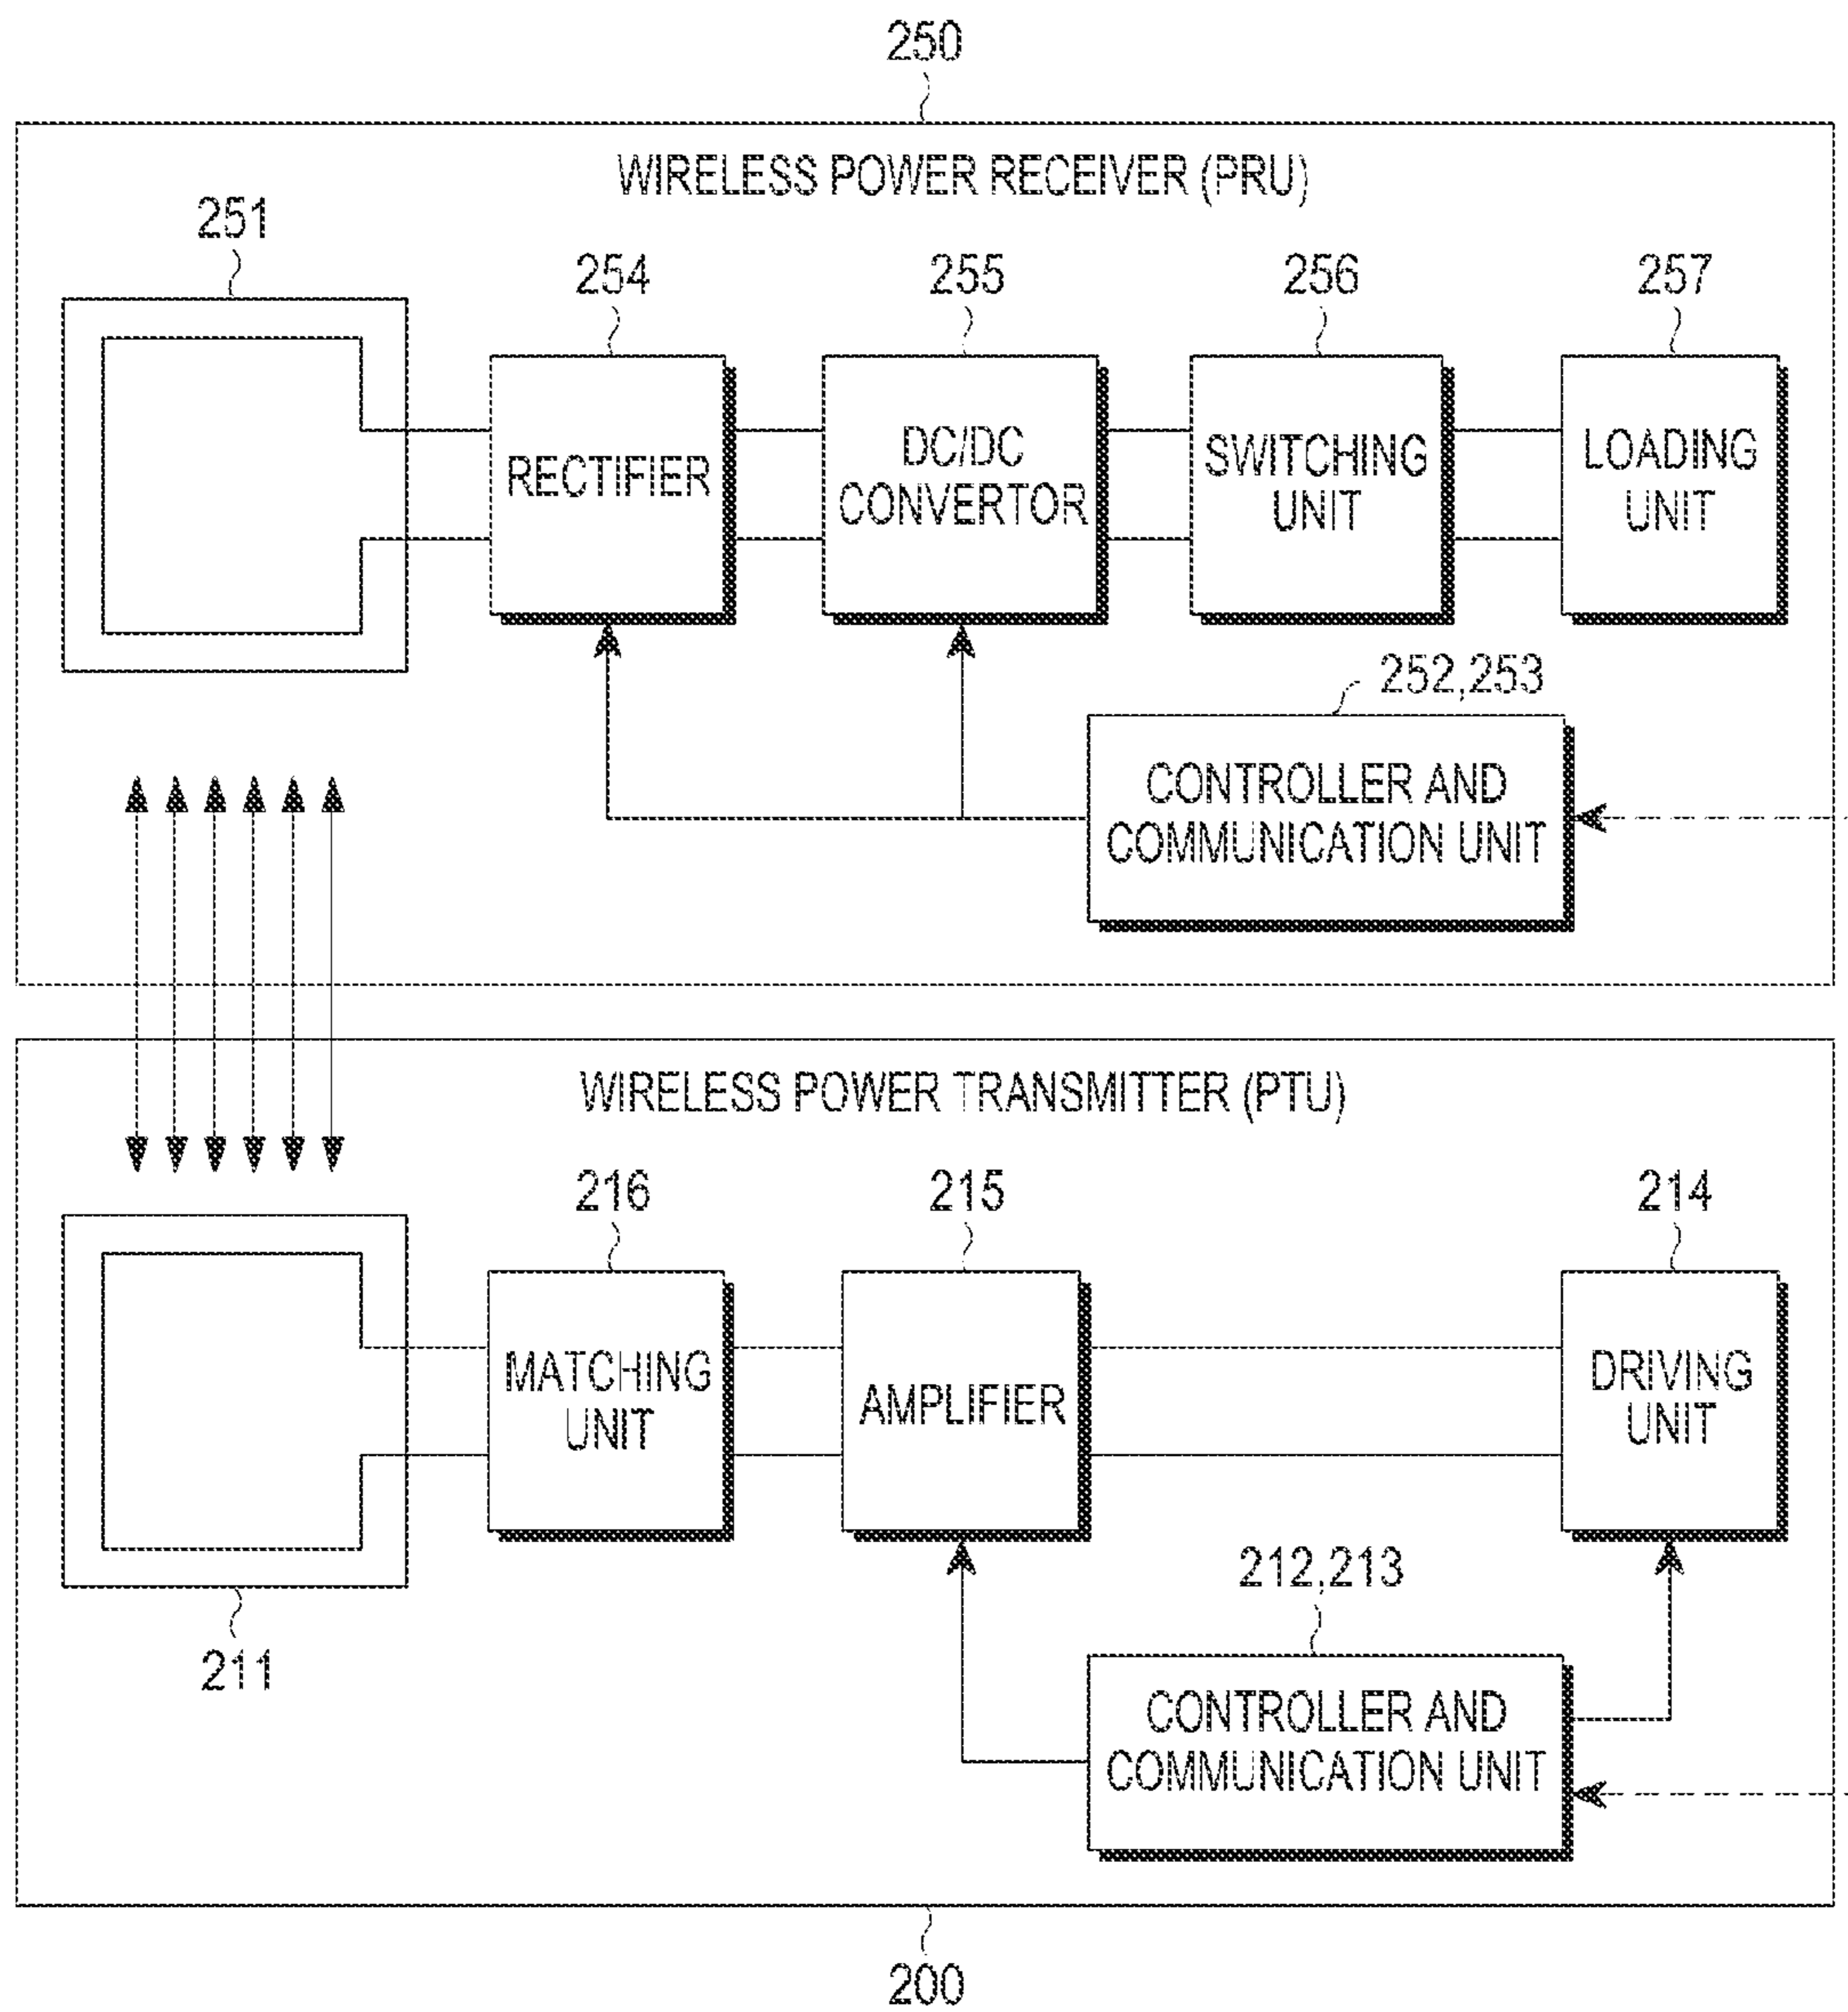 250
WIRELESS POWER RECEIVER (PRU)
251
254
255
256
257
RECTIFIER
DC/DC
CONVERTOR
SWITCHING
UNIT
LOADING
UNIT
252,253
CONTROLLER AND
COMMUNICATION UNIT
WIRELESS POWER TRANSMITTER (PTU)
216
215
214
MATCHING
UNIT
AMPLIFIER
DRIVING
UNIT
211
212,213
CONTROLLER AND
COMMUNICATION UNIT
200